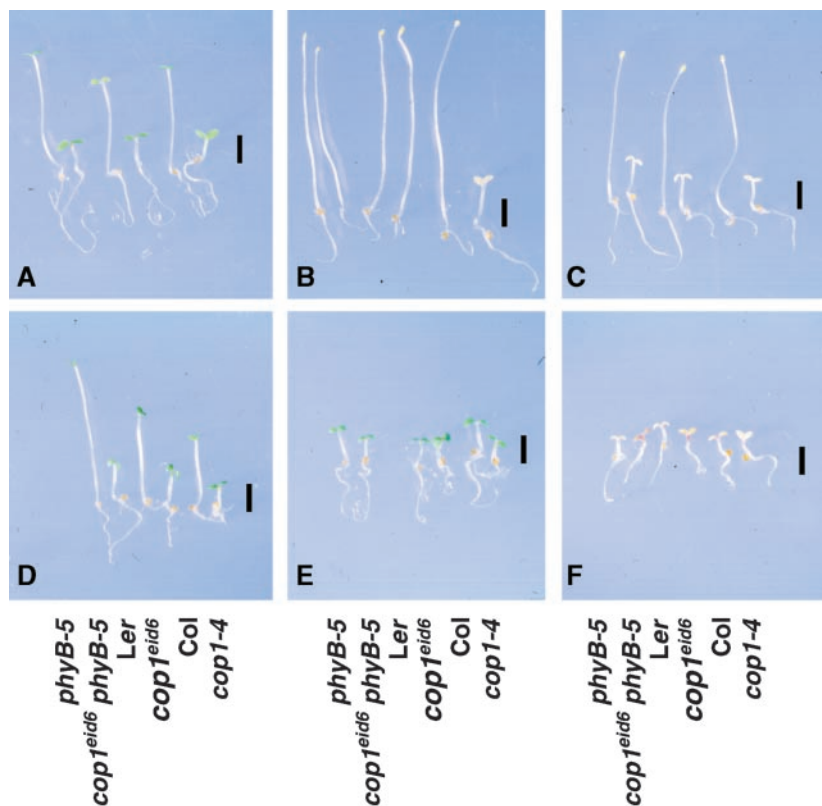 A
B
C
D
E
F
phyB-5
cop1eid6 phyB-5
Ler
cop1eid6
Col
cop1-4
phyB-5
cop1eid6 phyB-5
Ler
cop1eid6
Col
cop1-4
phyB-5
cop1eid6 phyB-5
Ler
cop1eid6
Col
cop1-4